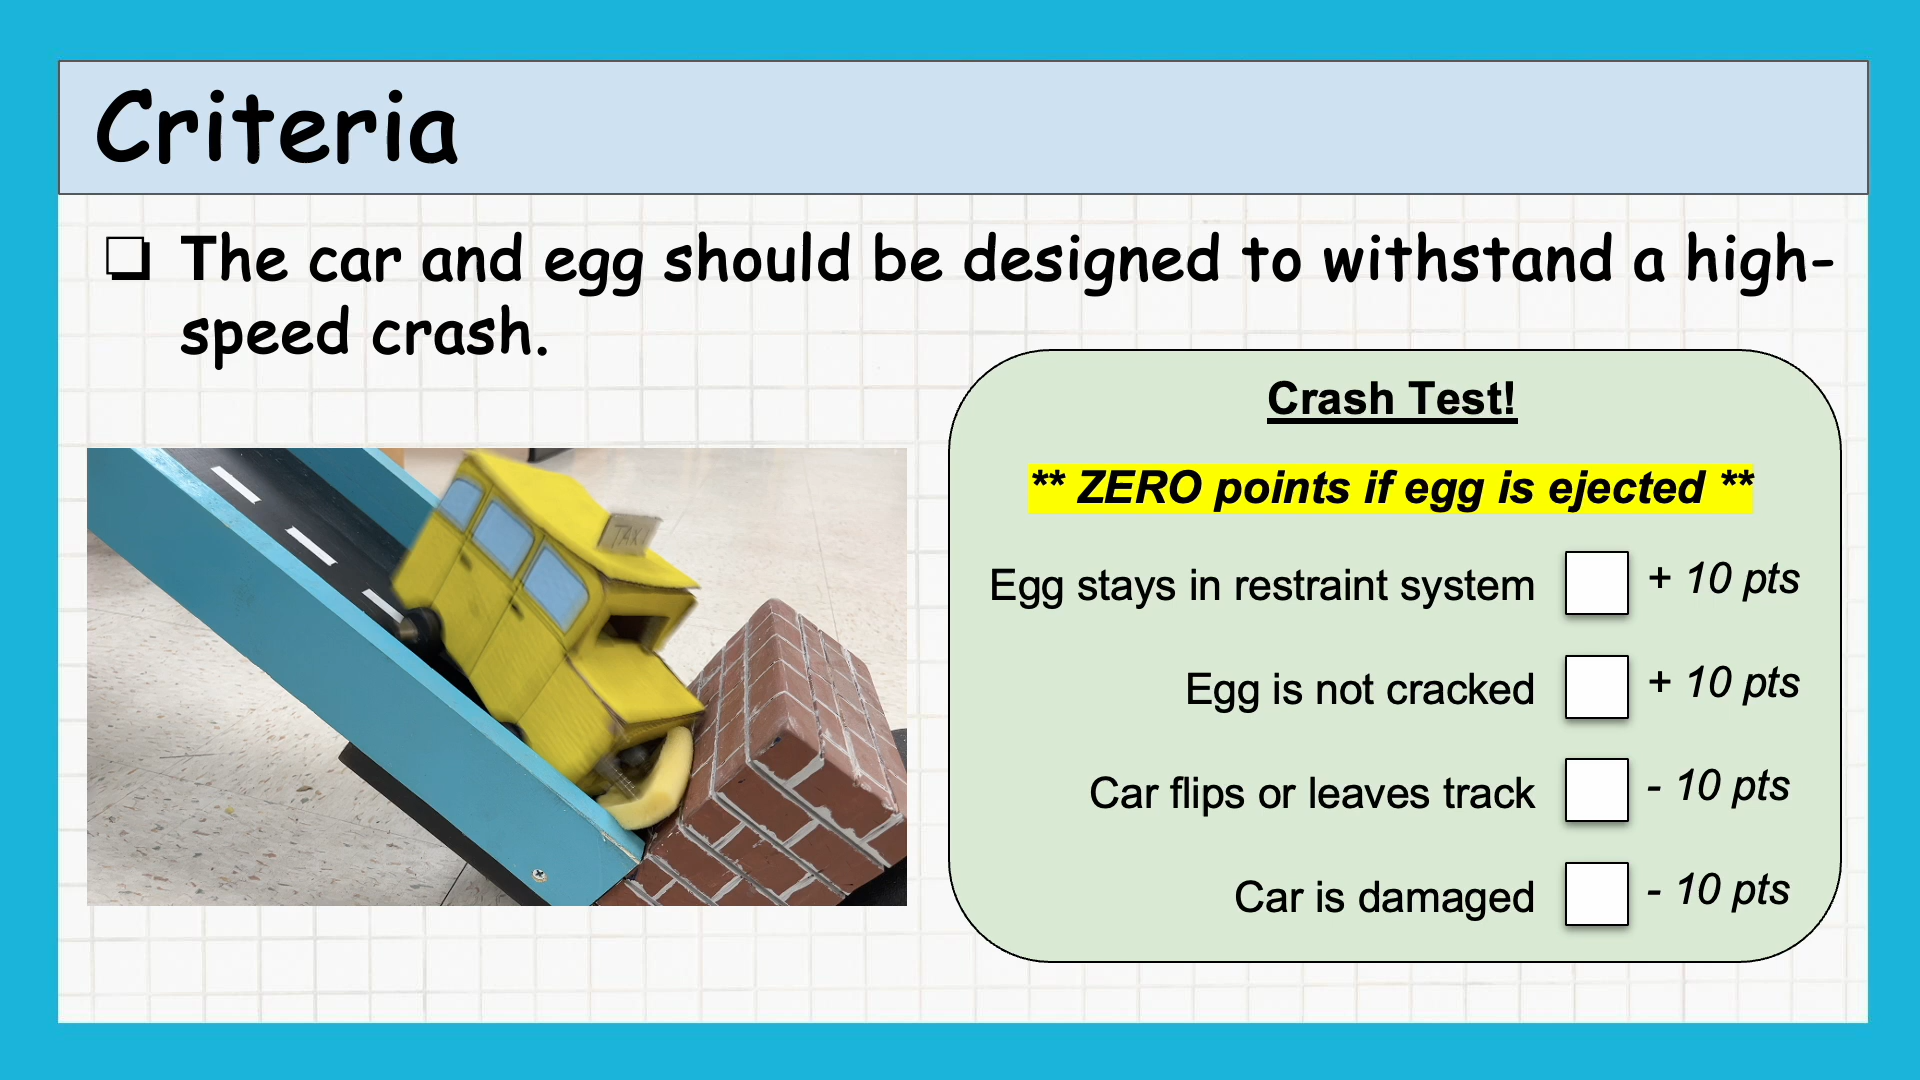 Criteria
❑ The car and egg should be designed to withstand a high-
speed crash.
Crash Test!
** ZERO points if egg is ejected **
Egg stays in restraint system + 10 pts
Egg is not cracked + 10 pts
Car flips or leaves track - 10 pts
Car is damaged - 10 pts
TAXI